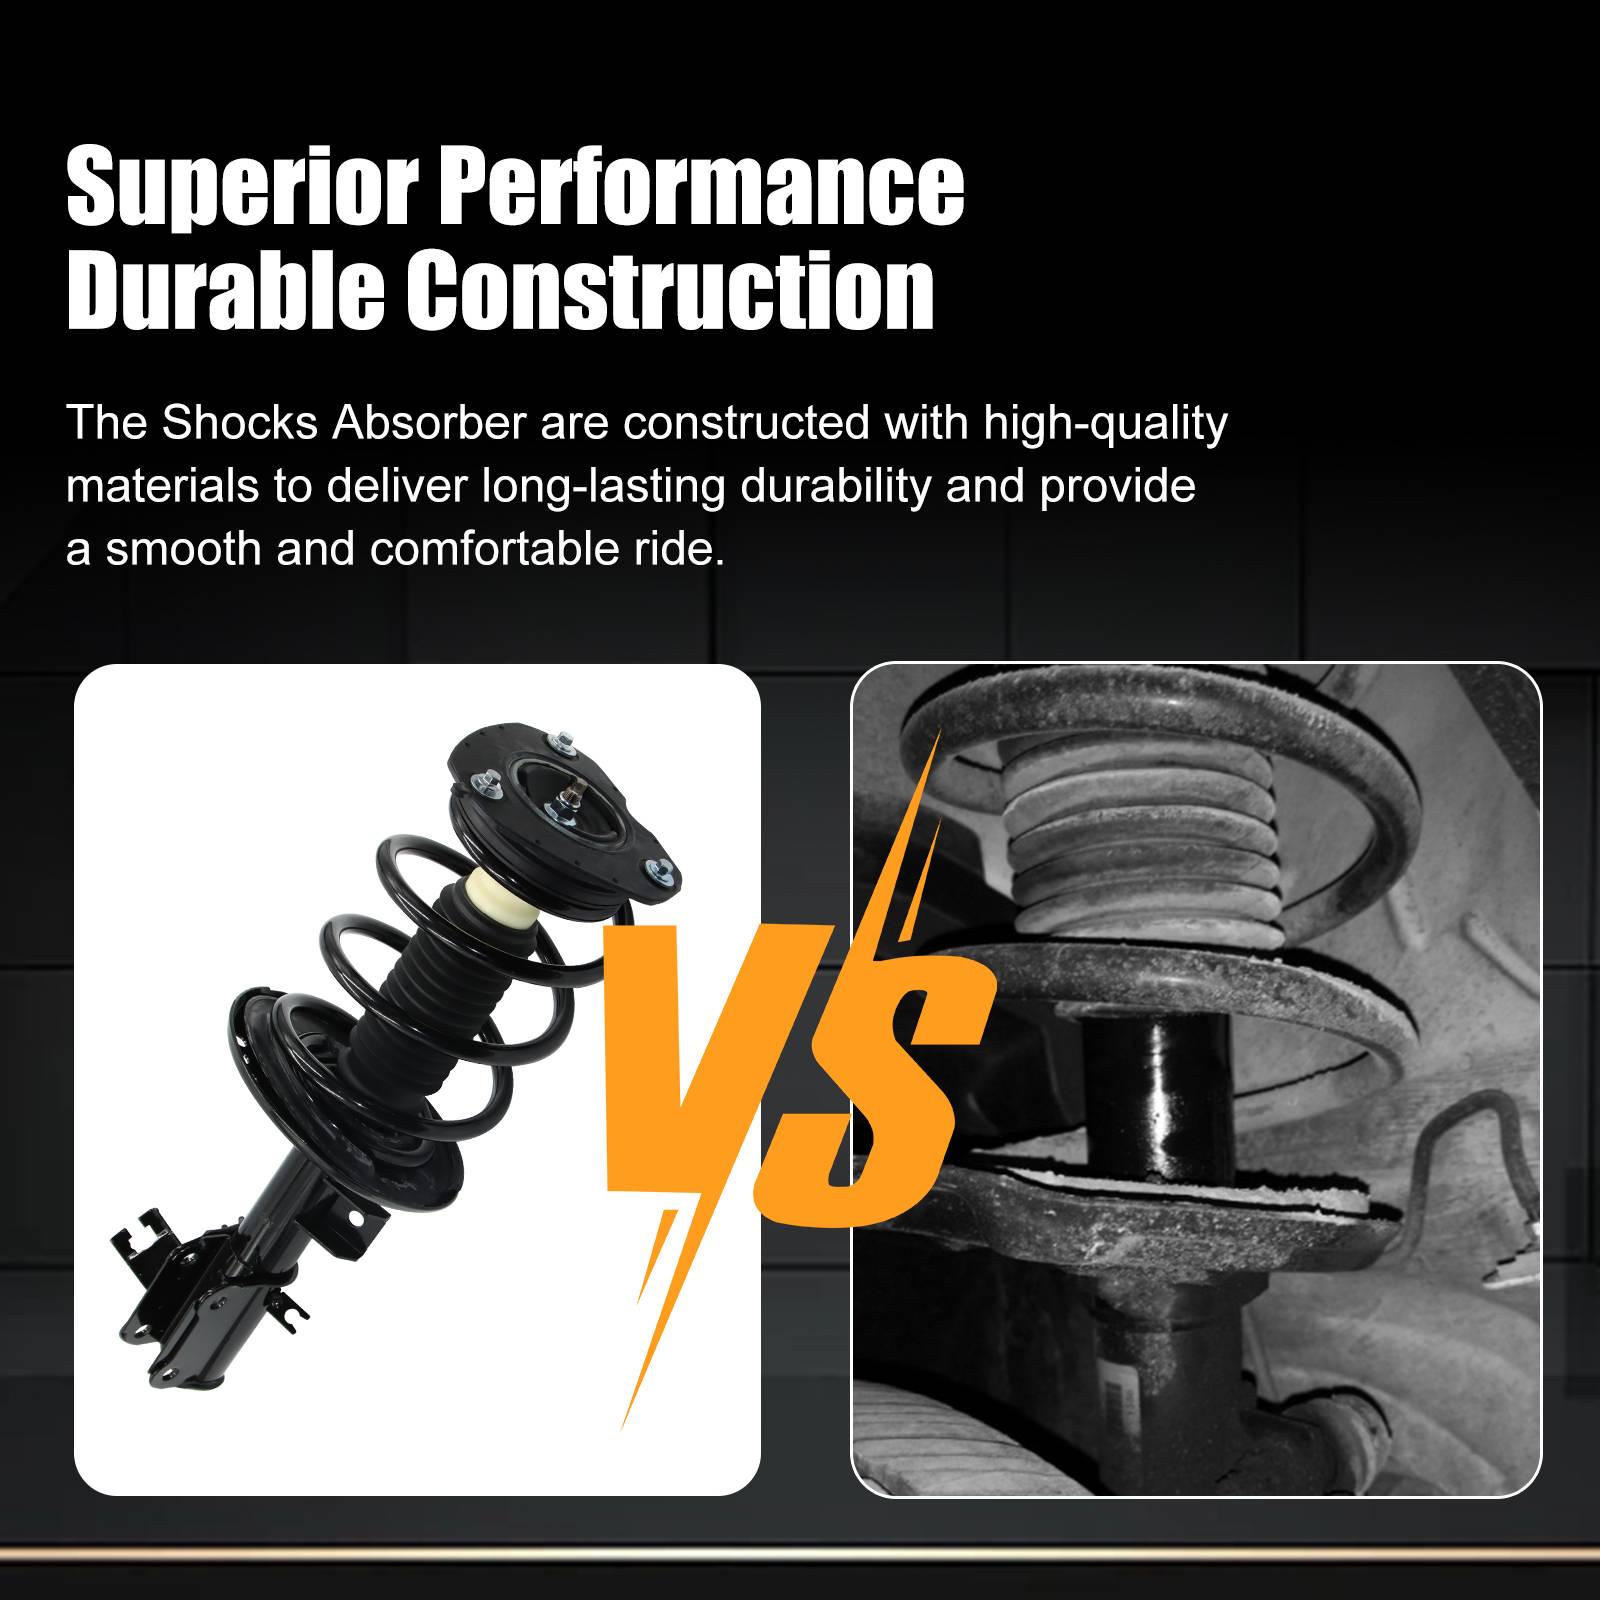 Superior Performance
Durable Construction
The Shocks Absorber are constructed with high-quality
materials to deliver long-lasting durability and provide
a smooth and comfortable ride.
VS